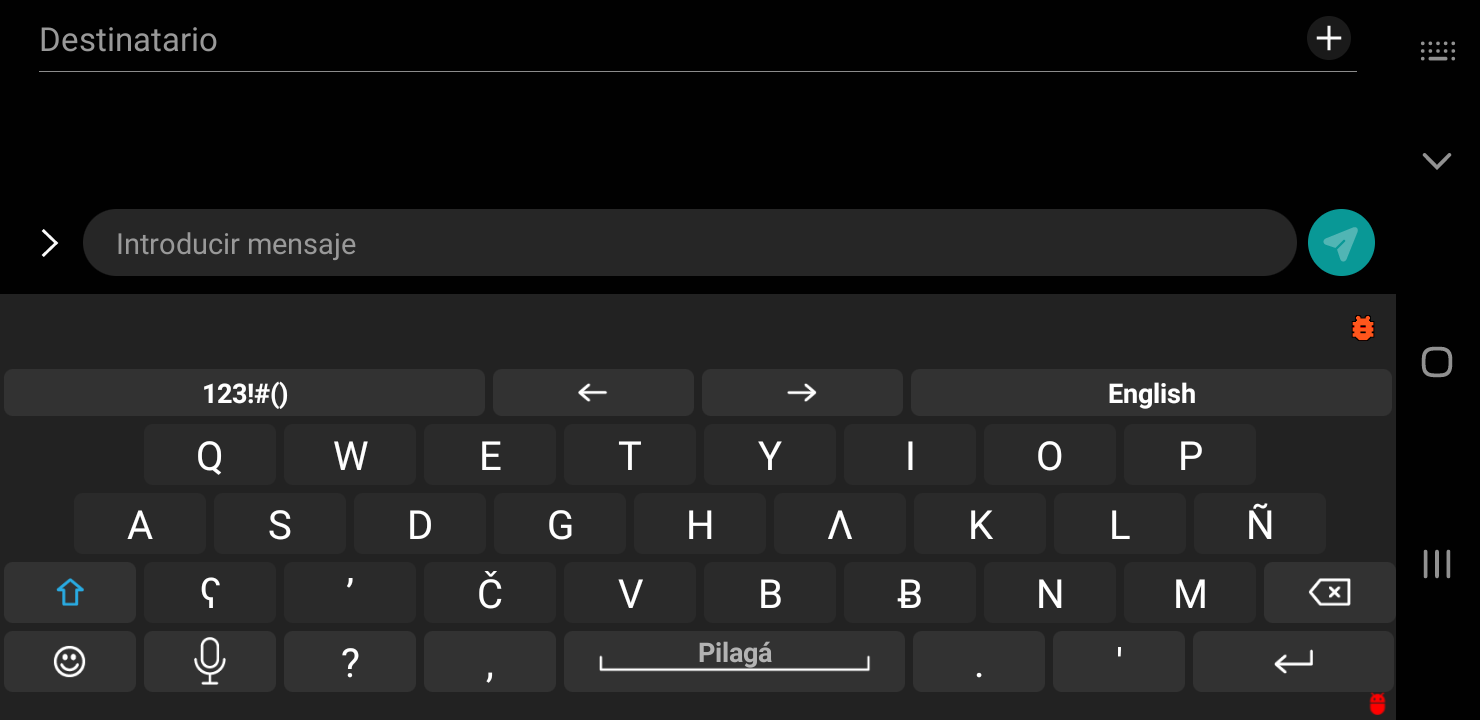 Destinatario
Introducir mensaje
123!#() ← → English
Q W E T Y I O P
A S D G H Ʌ K L Ñ
ʕ ʼ Č V B Ƀ N M
? , Pilagá . '